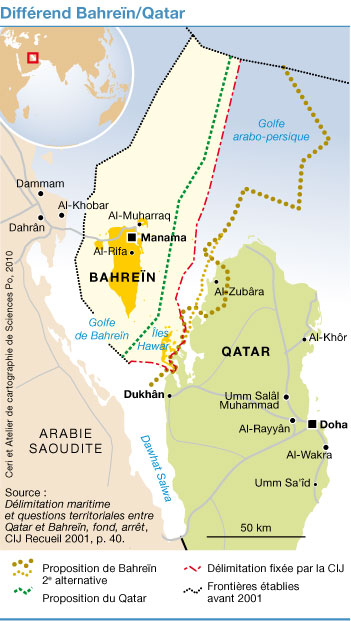 Différend Bahreïn/Qatar
Golfe
arabo-persique
Dammam
Al-Khobar
Dahrân
Al-Muharraq
Manama
Al-Rifa
BAHREÏN
Al-Zubâra
Golfe
de Bahreïn
Îles
Hawar
Al-Khôr
QATAR
Dukhân
Umm Salâl
Muhammad
Doha
Al-Rayyân
ARABIE
SAOUDITE
Dawhat Salwa
Al-Wakra
Umm Sa'îd
Source :
Délimitation maritime
et questions territoriales entre
Qatar et Bahreïn, fond, arrêt,
CIJ Recueil 2001, p. 40.
50 km
Ceri et Atelier de cartographie de Sciences Po, 2010
Proposition de Bahreïn
2e alternative
Proposition du Qatar
Délimitation fixée par la CIJ
Frontières établies
avant 2001